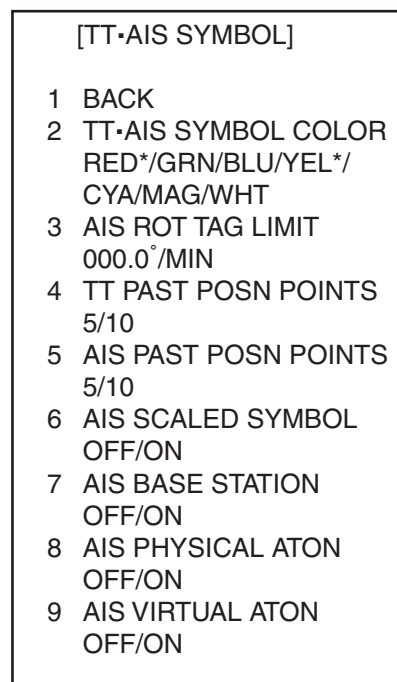 [TT▪AIS SYMBOL]
1 BACK
2 TT▪AIS SYMBOL COLOR
RED*/GRN/BLU/YEL*/
CYA/MAG/WHT
3 AIS ROT TAG LIMIT
000.0°/MIN
4 TT PAST POSN POINTS
5/10
5 AIS PAST POSN POINTS
5/10
6 AIS SCALED SYMBOL
OFF/ON
7 AIS BASE STATION
OFF/ON
8 AIS PHYSICAL ATON
OFF/ON
9 AIS VIRTUAL ATON
OFF/ON